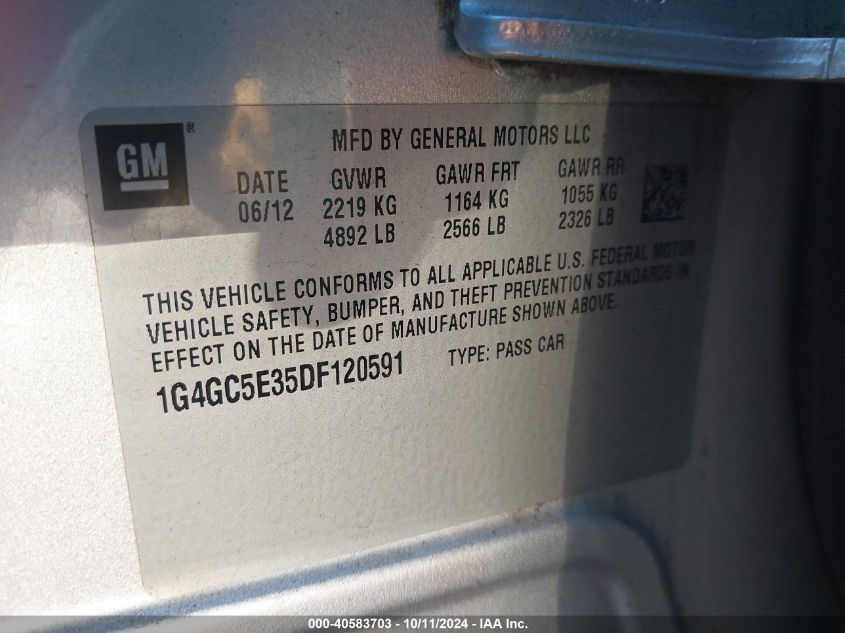 GM ®
MFD BY GENERAL MOTORS LLC
DATE GVWR GAWR FRT GAWR RR
06/12 2219 KG 1164 KG 1055 KG
4892 LB 2566 LB 2326 LB
THIS VEHICLE CONFORMS TO ALL APPLICABLE U.S. FEDERAL MOTOR
VEHICLE SAFETY, BUMPER, AND THEFT PREVENTION STANDARDS IN
EFFECT ON THE DATE OF MANUFACTURE SHOWN ABOVE.
1G4GC5E35DF120591 TYPE: PASS CAR
000-40583703 - 10/11/2024 - IAA Inc.